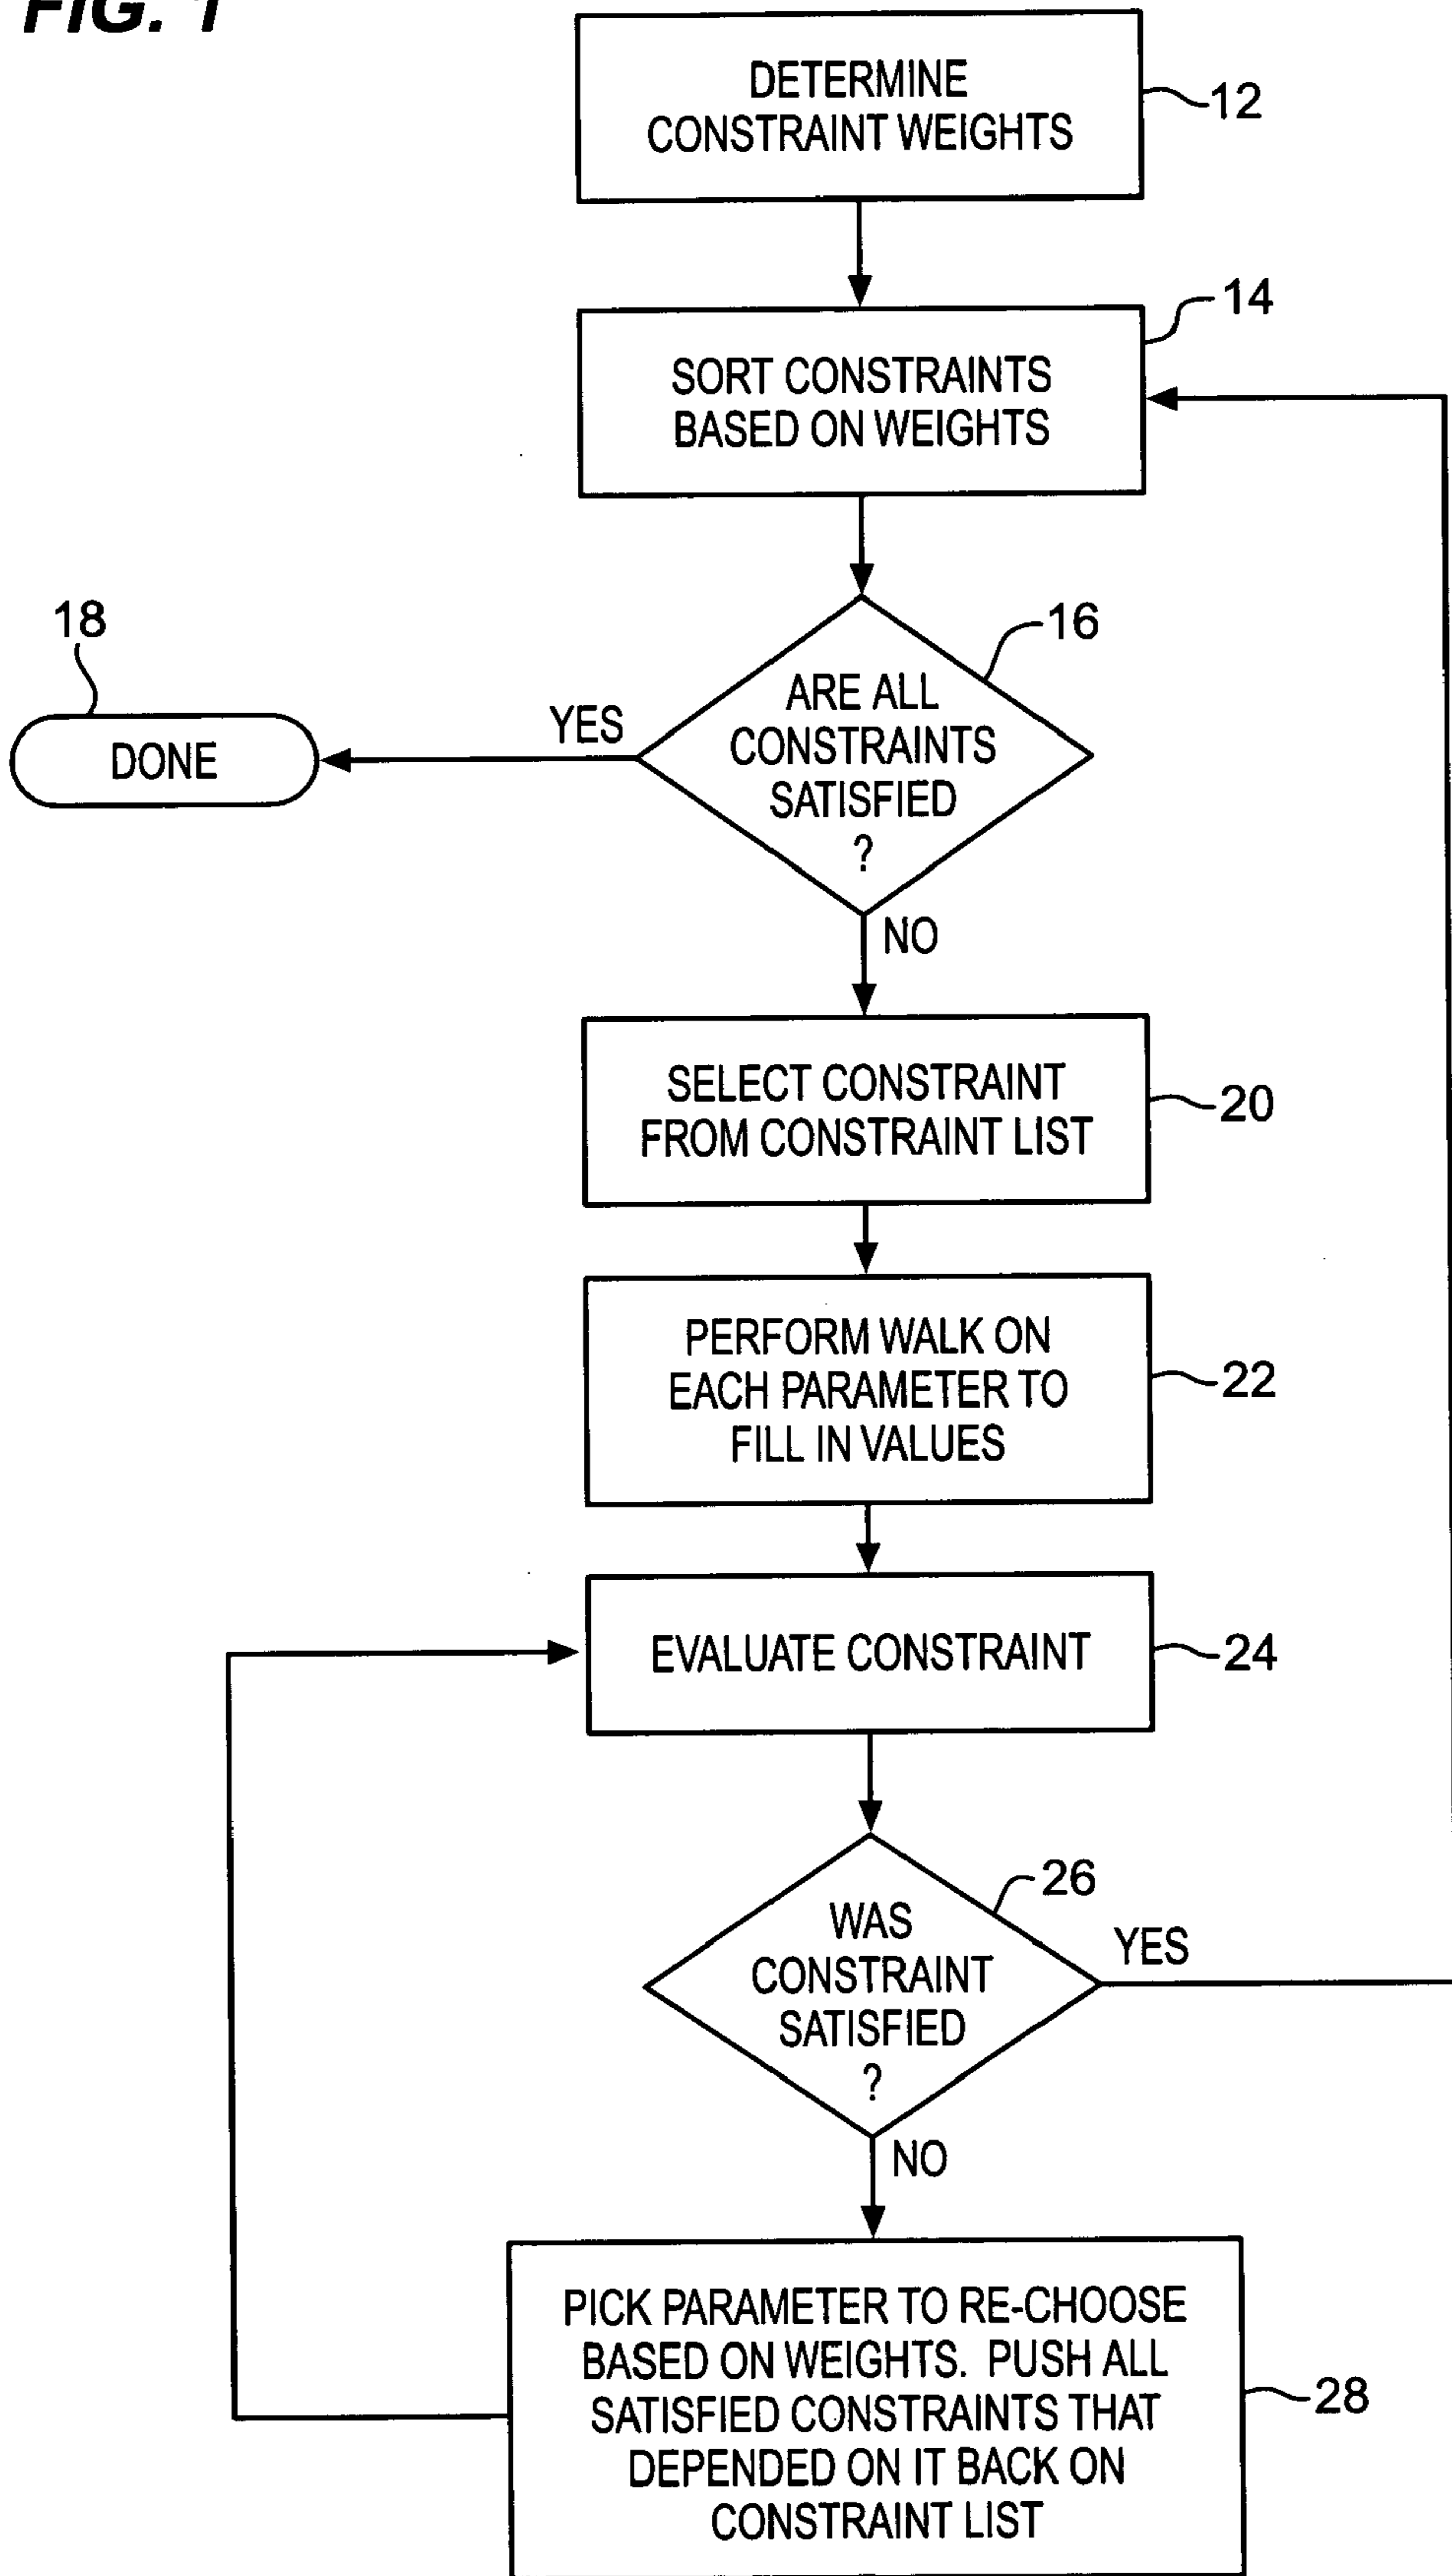 FIG. 1
DETERMINE
CONSTRAINT WEIGHTS
12
SORT CONSTRAINTS
BASED ON WEIGHTS
14
ARE ALL
CONSTRAINTS
SATISFIED
?
16
YES
18
DONE
NO
SELECT CONSTRAINT
FROM CONSTRAINT LIST
20
PERFORM WALK ON
EACH PARAMETER TO
FILL IN VALUES
22
EVALUATE CONSTRAINT
24
WAS
CONSTRAINT
SATISFIED
?
26
YES
NO
PICK PARAMETER TO RE-CHOOSE
BASED ON WEIGHTS. PUSH ALL
SATISFIED CONSTRAINTS THAT
DEPENDED ON IT BACK ON
CONSTRAINT LIST
28